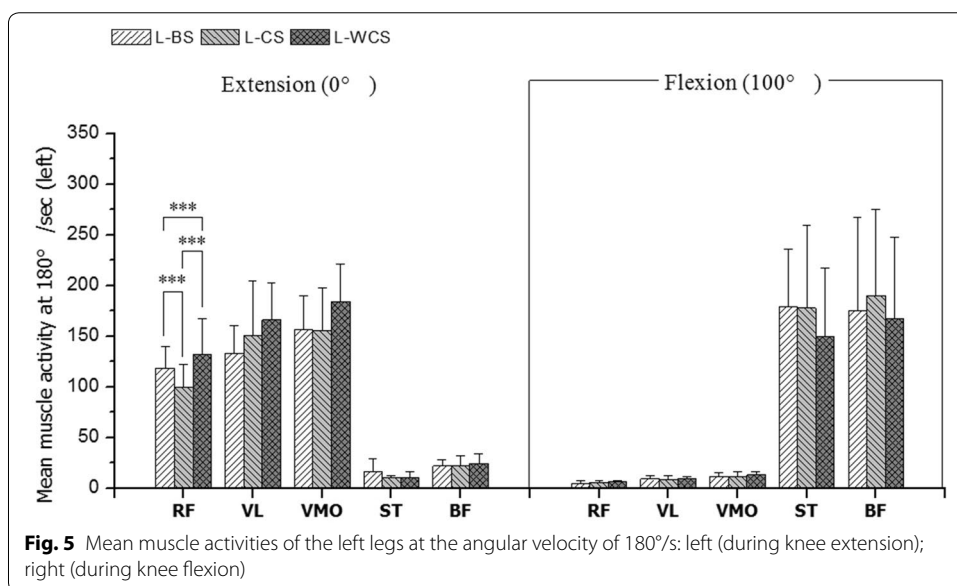 L-BS L-CS L-WCS
Extension (0° )
Flexion (100° )
Mean muscle activity at 180° /sec (left)
350
300
250
200
150
100
50
0
***
***
***
RF VL VMO ST BF RF VL VMO ST BF
Fig. 5 Mean muscle activities of the left legs at the angular velocity of 180°/s: left (during knee extension);
right (during knee flexion)